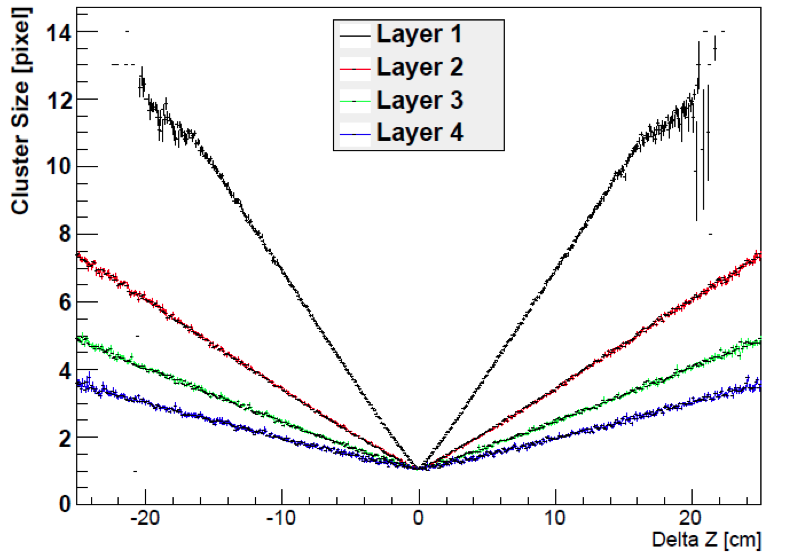 Cluster Size [pixel]
14
12
10
8
6
4
2
0
Layer 1
Layer 2
Layer 3
Layer 4
-20 -10 0 10 20
Delta Z [cm]